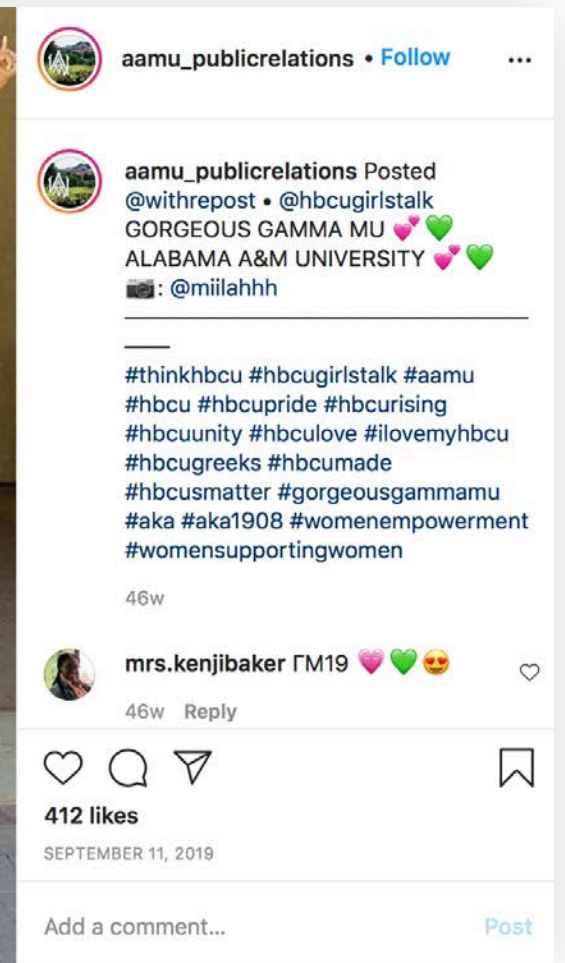 aamu_publicrelations • Follow
aamu_publicrelations Posted
@withrepost • @hbcugirlstalk
GORGEOUS GAMMA MU 💕💚
ALABAMA A&M UNIVERSITY 💕💚
📷: @miilahhh
#thinkhbcu #hbcugirlstalk #aamu
#hbcu #hbcupride #hbcurising
#hbcuunity #hbculove #ilovemyhbcu
#hbcugreeks #hbcumade
#hbcusmatter #gorgeousgammamu
#aka #aka1908 #womenempowerment
#womensupportingwomen
46w
mrs.kenjibaker ΓM19 💗💚😍
46w Reply
412 likes
SEPTEMBER 11, 2019
Add a comment... Post